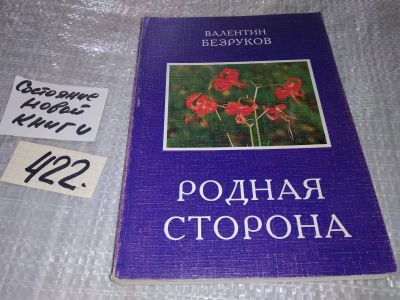 Состояние
новой
книги
422.
ВАЛЕНТИН
БЕЗРУКОВ
РОДНАЯ
СТОРОНА